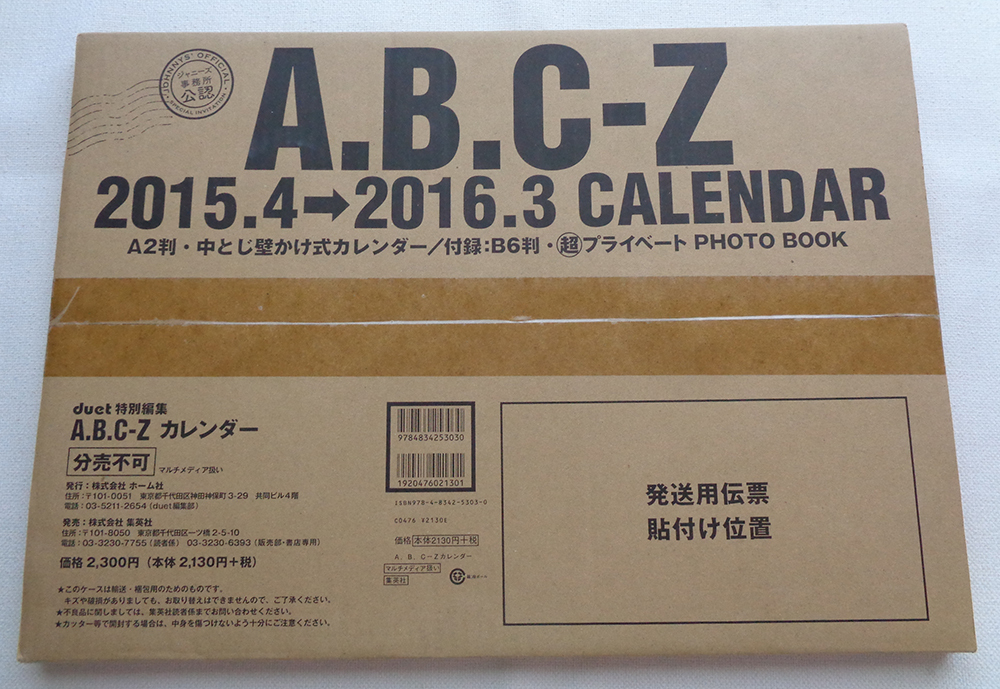 JOHNNYS' OFFICIAL
ジャニーズ
事務所
公認
SPECIAL INVITATION
A.B.C-Z
2015.4→2016.3 CALENDAR
A2判・中とじ壁かけ式カレンダー/付録:B6判・超プライベート PHOTO BOOK
duet 特別編集
A.B.C-Z カレンダー
分売不可 マルチメディア扱い
発行:株式会社 ホーム社
住所:〒101-0051 東京都千代田区神田神保町3-29 共同ビル4階
電話:03-5211-2654(duet編集部)
発売:株式会社 集英社
住所:〒101-8050 東京都千代田区一ツ橋2-5-10
電話:03-3230-7755(読者係) 03-3230-6393(販売部・書店専用)
価格 2,300円(本体 2,130円+税)
★このケースは輸送・梱包用のためのものです。
キズや破損がありましても、お取り替えはできませんので、ご了承ください。
★不良品に関しましては、集英社読者係までお問い合わせください。
★カッター等で開封する場合は、中身を傷つけないよう十分にご注意ください。
9784834253030
1920476021301
ISBN978-4-8342-5303-0
C0476 ¥2130E
価格 本体2130円+税
A.B.C-Zカレンダー
マルチメディア扱い
集英社
発送用伝票
貼付け位置